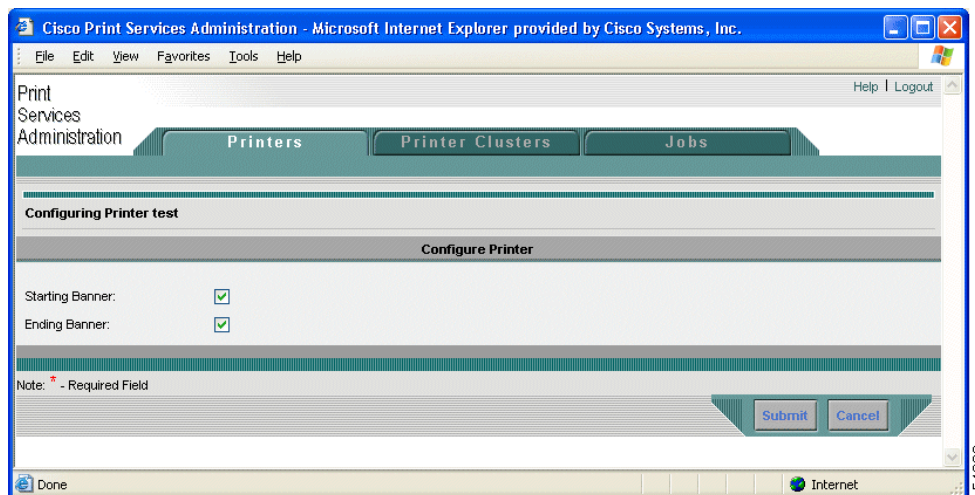 Cisco Print Services Administration - Microsoft Internet Explorer provided by Cisco Systems, Inc.
File Edit View Favorites Tools Help
Help | Logout
Print
Services
Administration
Printers Printer Clusters Jobs
Configuring Printer test
Configure Printer
Starting Banner:
Ending Banner:
Note: * - Required Field
Submit Cancel
Done Internet